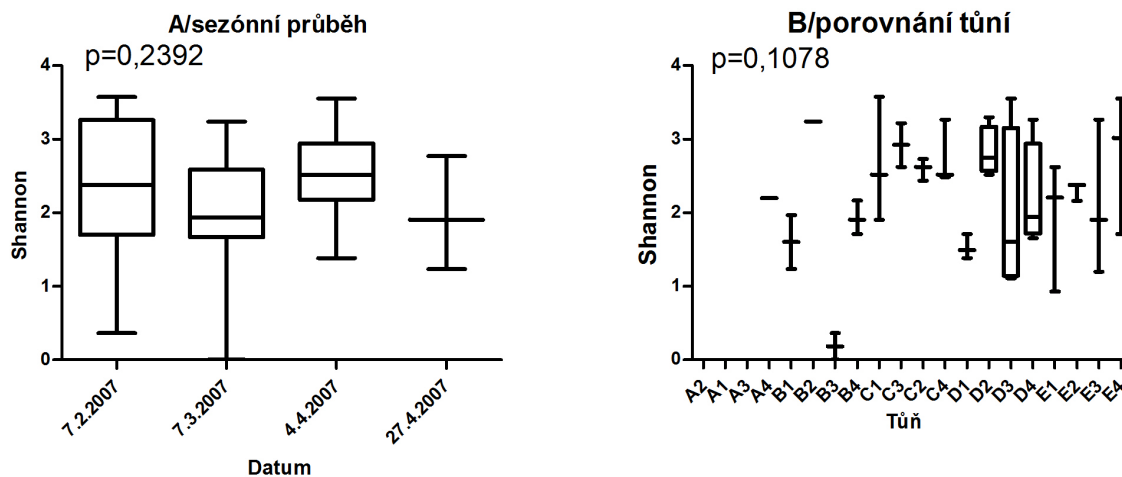 A/sezónní průběh
p=0,2392
4
3
2
1
0
Shannon
7.2.2007
7.3.2007
4.4.2007
27.4.2007
Datum
B/porovnání tůní
p=0,1078
4
3
2
1
0
Shannon
A2
A1
A3
A4
B1
B2
B3
B4
C1
C3
C2
C4
D1
D2
D3
D4
E1
E2
E3
E4
Tůň